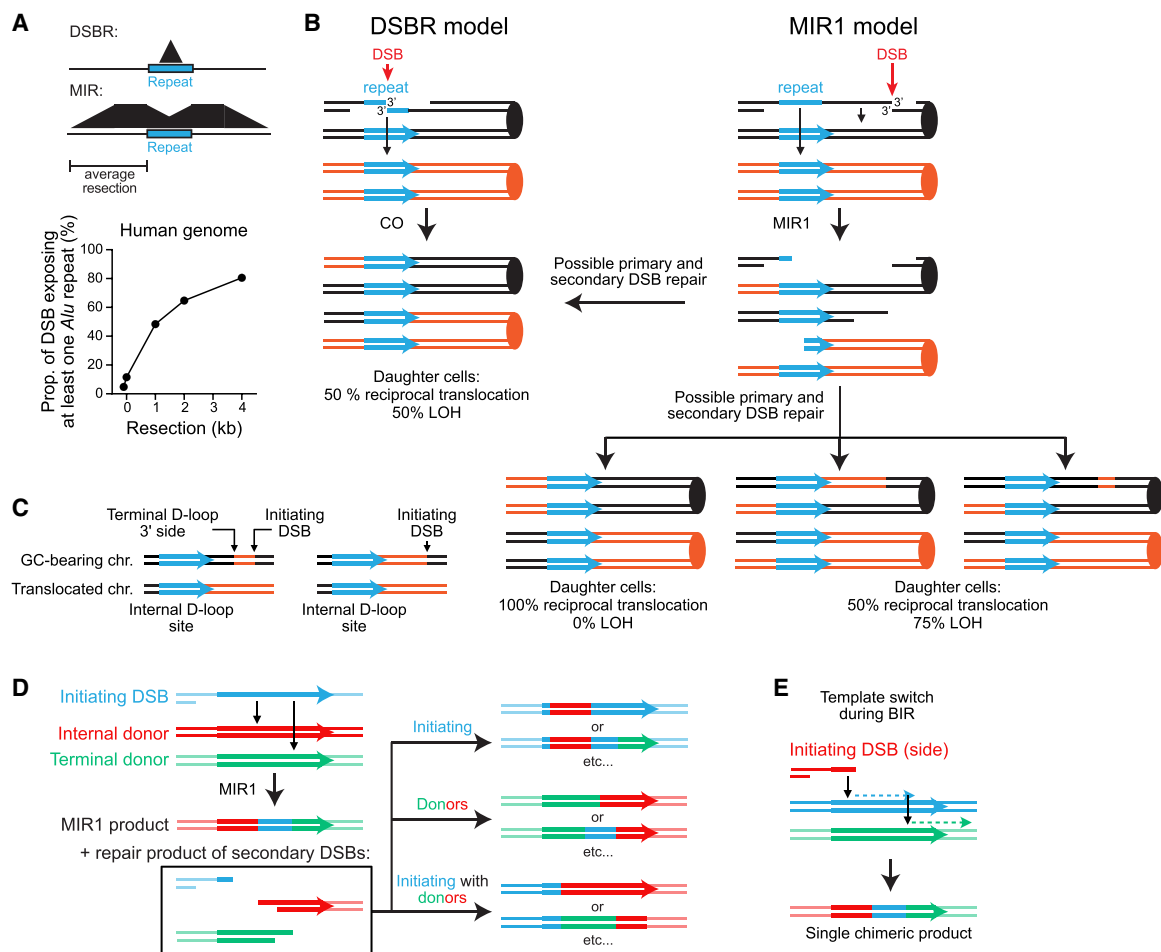 A
DSBR:
Repeat
MIR:
Repeat
average
resection
Human genome
Prop. of DSB exposing
at least one Alu repeat (%)
100
80
60
40
20
0
0 1 2 3 4
Resection (kb)
B
DSBR model
DSB
repeat
3'
3'
CO
Daughter cells:
50 % reciprocal translocation
50% LOH
MIR1 model
DSB
repeat
3'
3'
MIR1
Possible primary and
secondary DSB repair
Possible primary and
secondary DSB repair
Daughter cells:
100% reciprocal translocation
0% LOH
Daughter cells:
50% reciprocal translocation
75% LOH
C
Terminal D-loop
3' side
Initiating
DSB
Initiating
DSB
GC-bearing chr.
Translocated chr.
Internal D-loop
site
Internal D-loop
site
D
Initiating DSB
Internal donor
Terminal donor
MIR1
MIR1 product
+ repair product of secondary DSBs:
Initiating
or
etc...
Donors
or
etc...
Initiating with
donors
or
etc...
E
Template switch
during BIR
Initiating DSB (side)
Single chimeric product